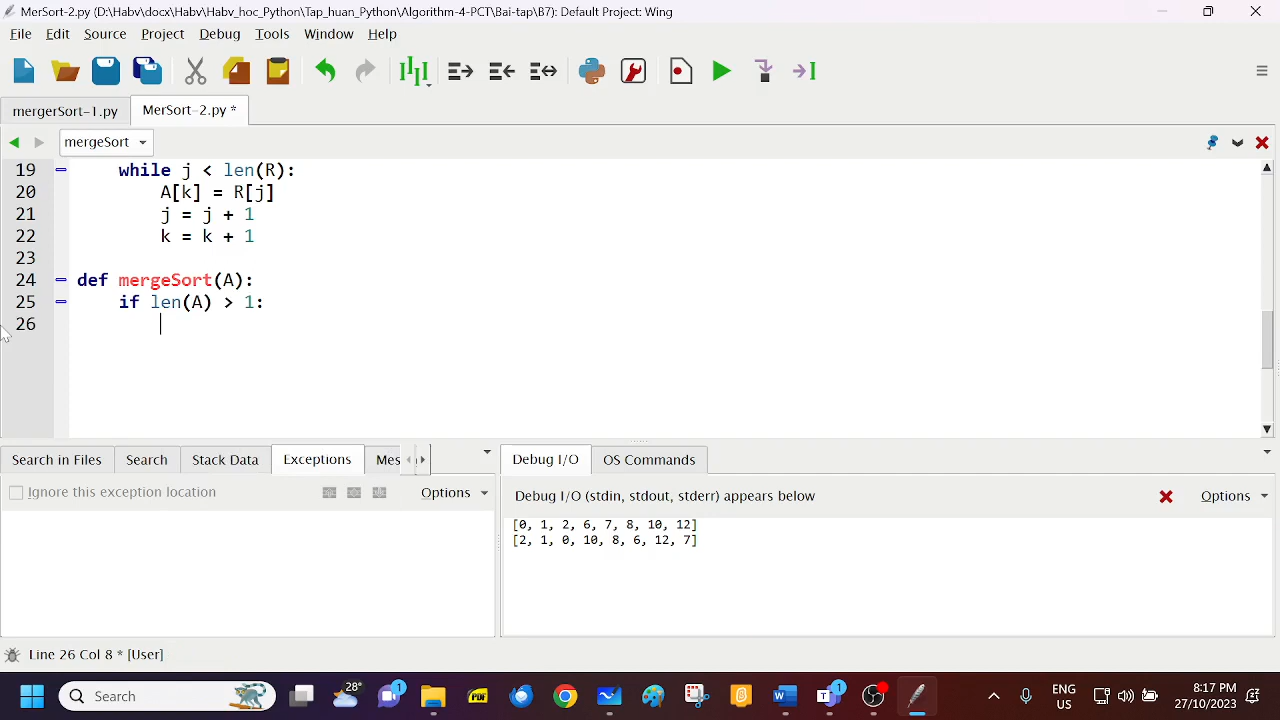 MerSort-2.py (D:\Habv\docx\Habv\Habv_hoc_Python\Tap_huan_Python\Algorithm-4-PCT\Bai-tap\B7): Default Project: Wing
File Edit Source Project Debug Tools Window Help
mergerSort-1.py MerSort-2.py *
mergeSort
19 while j < len(R):
20 A[k] = R[j]
21 j = j + 1
22 k = k + 1
23
24 def mergeSort(A):
25 if len(A) > 1:
26
Search in Files Search Stack Data Exceptions Mes Debug I/O OS Commands
Ignore this exception location Options Debug I/O (stdin, stdout, stderr) appears below Options
[0, 1, 2, 6, 7, 8, 10, 12]
[2, 1, 0, 10, 8, 6, 12, 7]
Line 26 Col 8 * [User]
Search 28° 1 PDF 1 ENG US 8:17 PM 27/10/2023